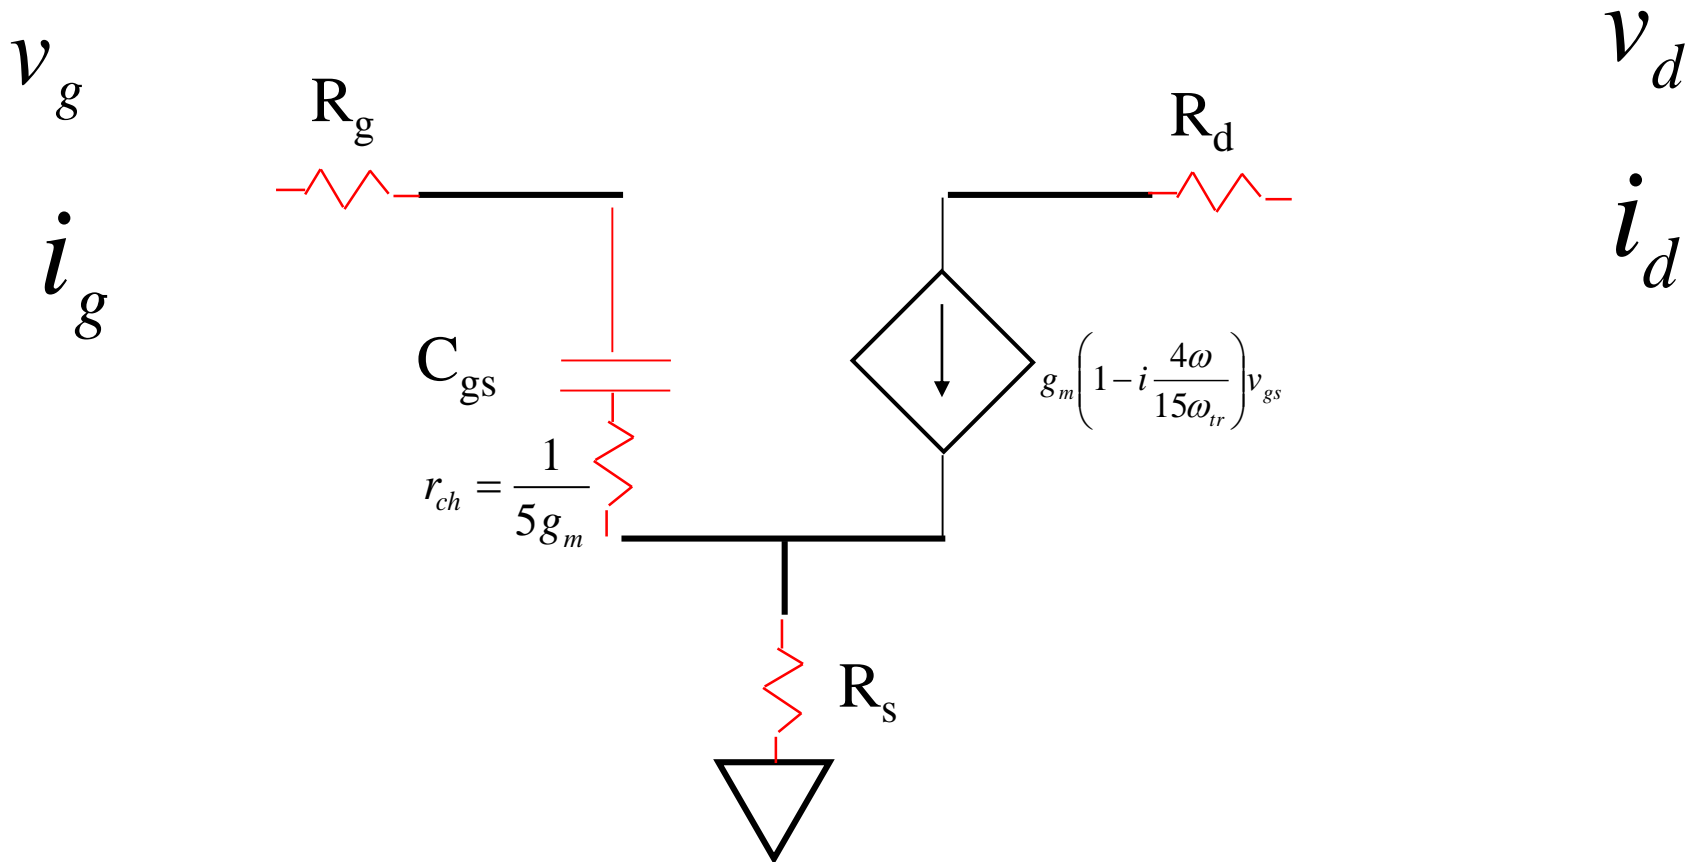 v_g
v_d
R_g
R_d
i_g
i_d
C_gs
g_m(1 − i 4ω/15ω_tr)v_gs
r_ch = 1/5g_m
R_s